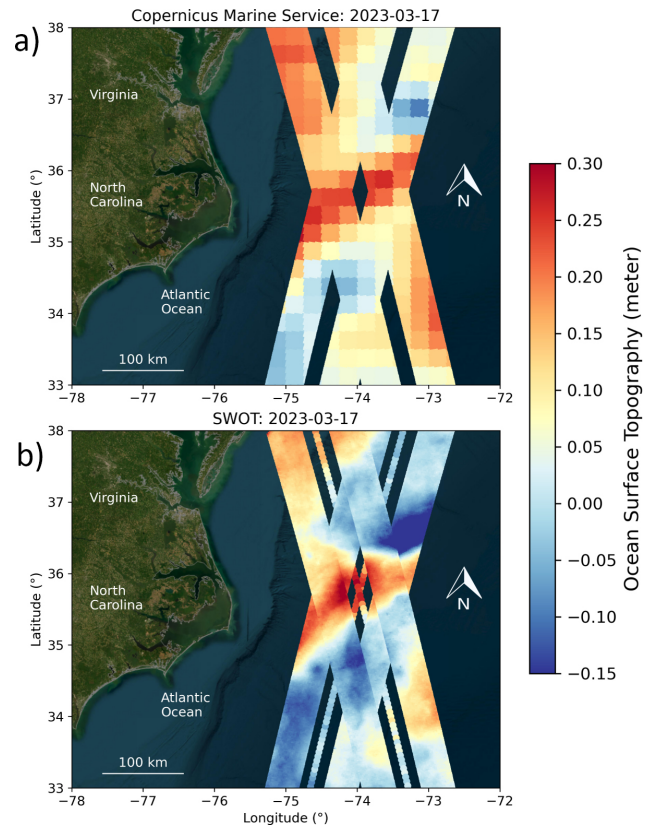 Copernicus Marine Service: 2023-03-17
a)
38
37
36
35
34
33
Latitude (°)
Virginia
North
Carolina
Atlantic
Ocean
100 km
N
−78
−77
−76
−75
−74
−73
−72
SWOT: 2023-03-17
b)
38
37
36
35
34
33
Latitude (°)
Virginia
North
Carolina
Atlantic
Ocean
100 km
N
−78
−77
−76
−75
−74
−73
−72
Longitude (°)
0.30
0.25
0.20
0.15
0.10
0.05
0.00
−0.05
−0.10
−0.15
Ocean Surface Topography (meter)